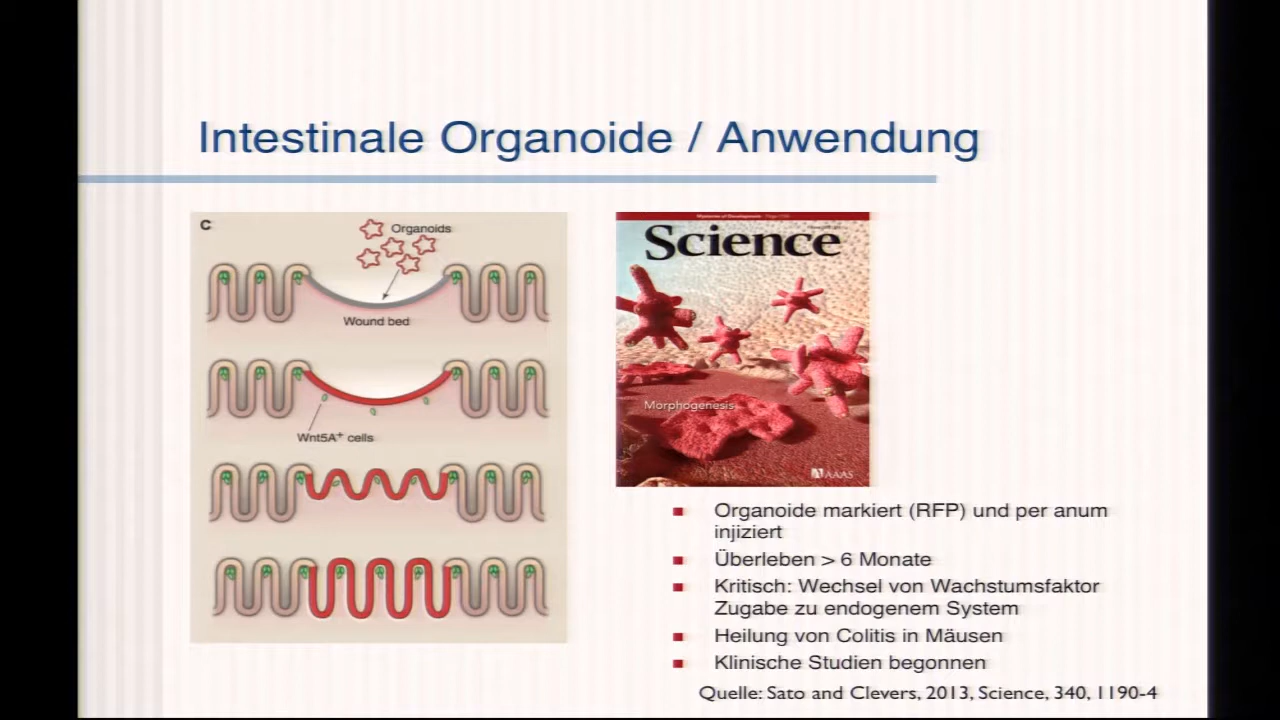 Intestinale Organoide / Anwendung
C
Organoids
Wound bed
Wnt5A+ cells
Science
Morphogenesis
AAAS
Organoide markiert (RFP) und per anum
injiziert
Überleben > 6 Monate
Kritisch: Wechsel von Wachstumsfaktor
Zugabe zu endogenem System
Heilung von Colitis in Mäusen
Klinische Studien begonnen
Quelle: Sato and Clevers, 2013, Science, 340, 1190-4